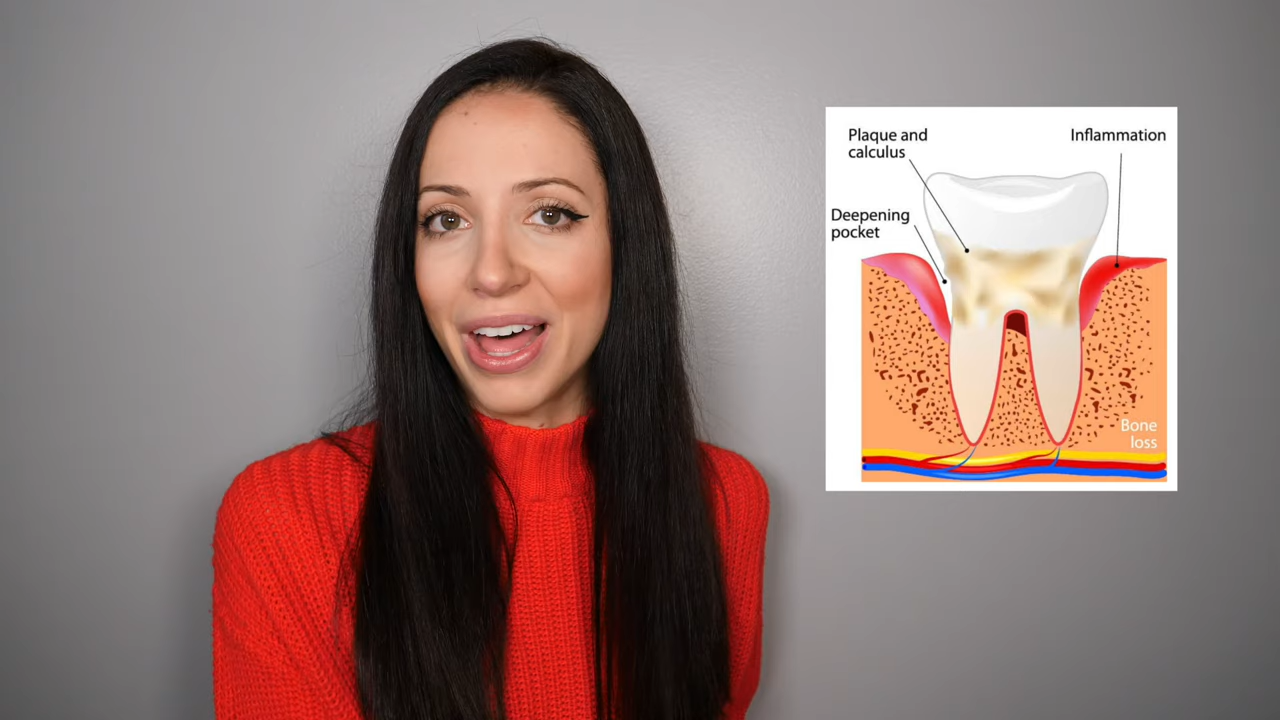 Plaque and
calculus
Inflammation
Deepening
pocket
Bone
loss